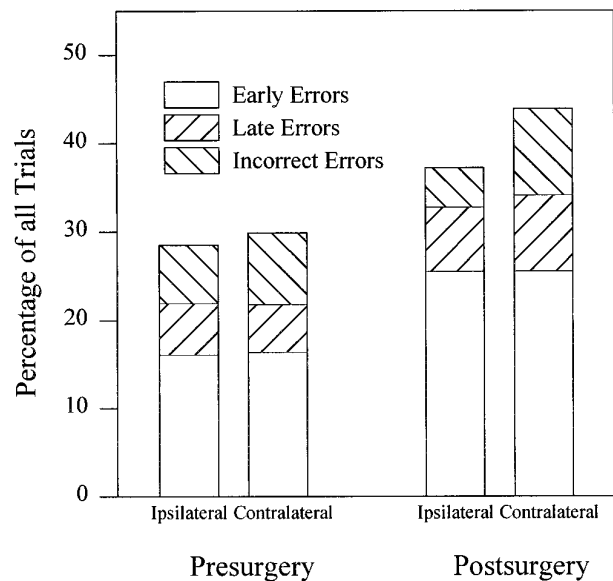 Percentage of all Trials
50
40
30
20
10
0
Early Errors
Late Errors
Incorrect Errors
Ipsilateral Contralateral
Ipsilateral Contralateral
Presurgery
Postsurgery